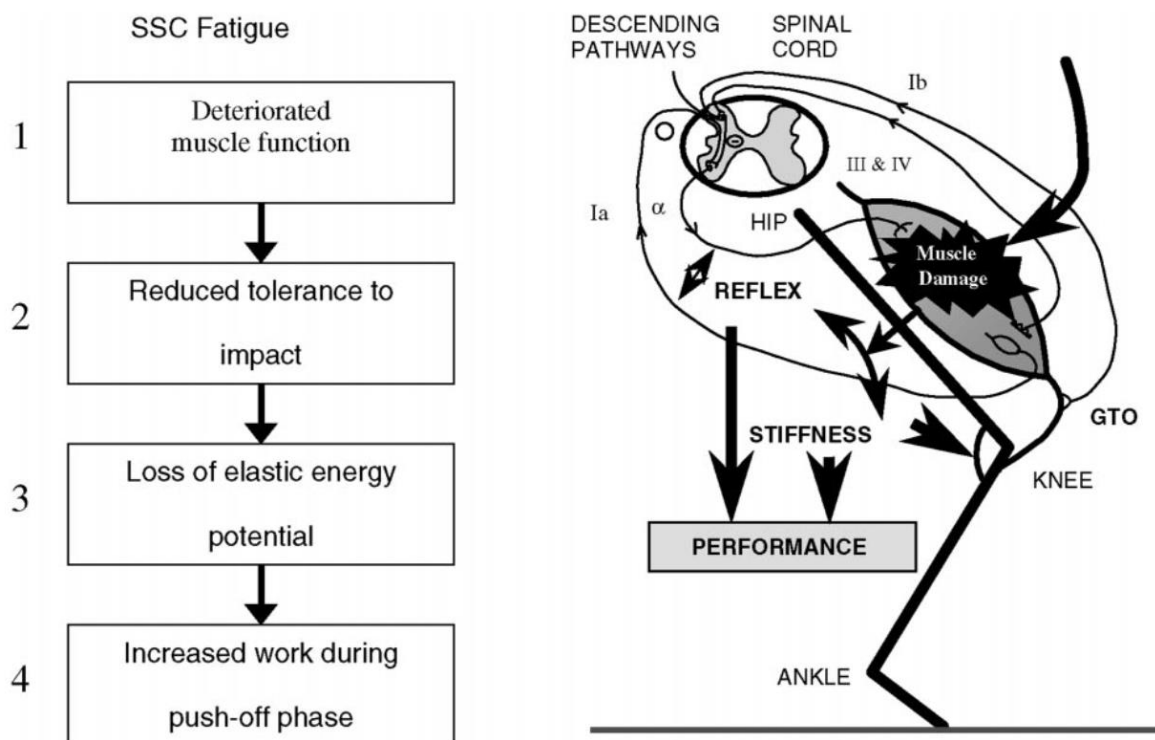 SSC Fatigue
1
Deteriorated
muscle function
2
Reduced tolerance to
impact
3
Loss of elastic energy
potential
4
Increased work during
push-off phase
DESCENDING
PATHWAYS
SPINAL
CORD
Ib
III & IV
Ia
α
HIP
Muscle
Damage
REFLEX
GTO
STIFFNESS
KNEE
PERFORMANCE
ANKLE